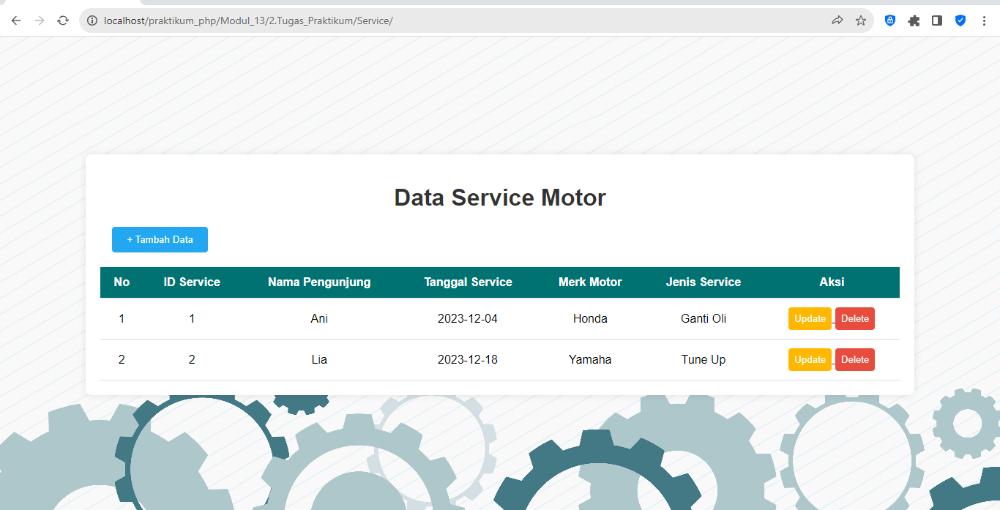 localhost/praktikum_php/Modul_13/2.Tugas_Praktikum/Service/
Data Service Motor
+ Tambah Data
No ID Service Nama Pengunjung Tanggal Service Merk Motor Jenis Service Aksi
1 1 Ani 2023-12-04 Honda Ganti Oli Update Delete
2 2 Lia 2023-12-18 Yamaha Tune Up Update Delete